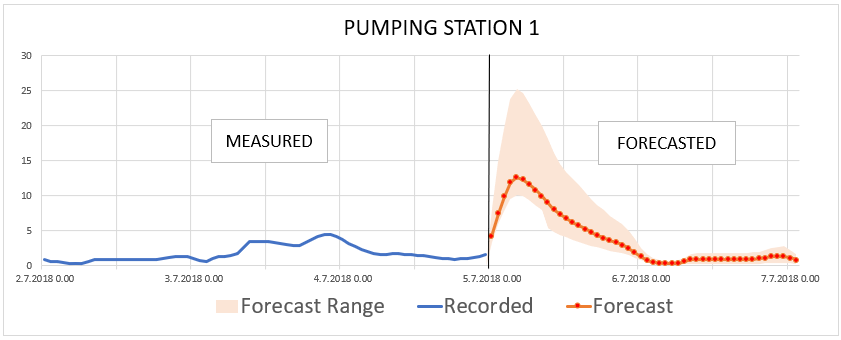 PUMPING STATION 1
30
25
20
15
10
5
0
MEASURED
FORECASTED
2.7.2018 0.00 3.7.2018 0.00 4.7.2018 0.00 5.7.2018 0.00 6.7.2018 0.00 7.7.2018 0.00
Forecast Range Recorded Forecast